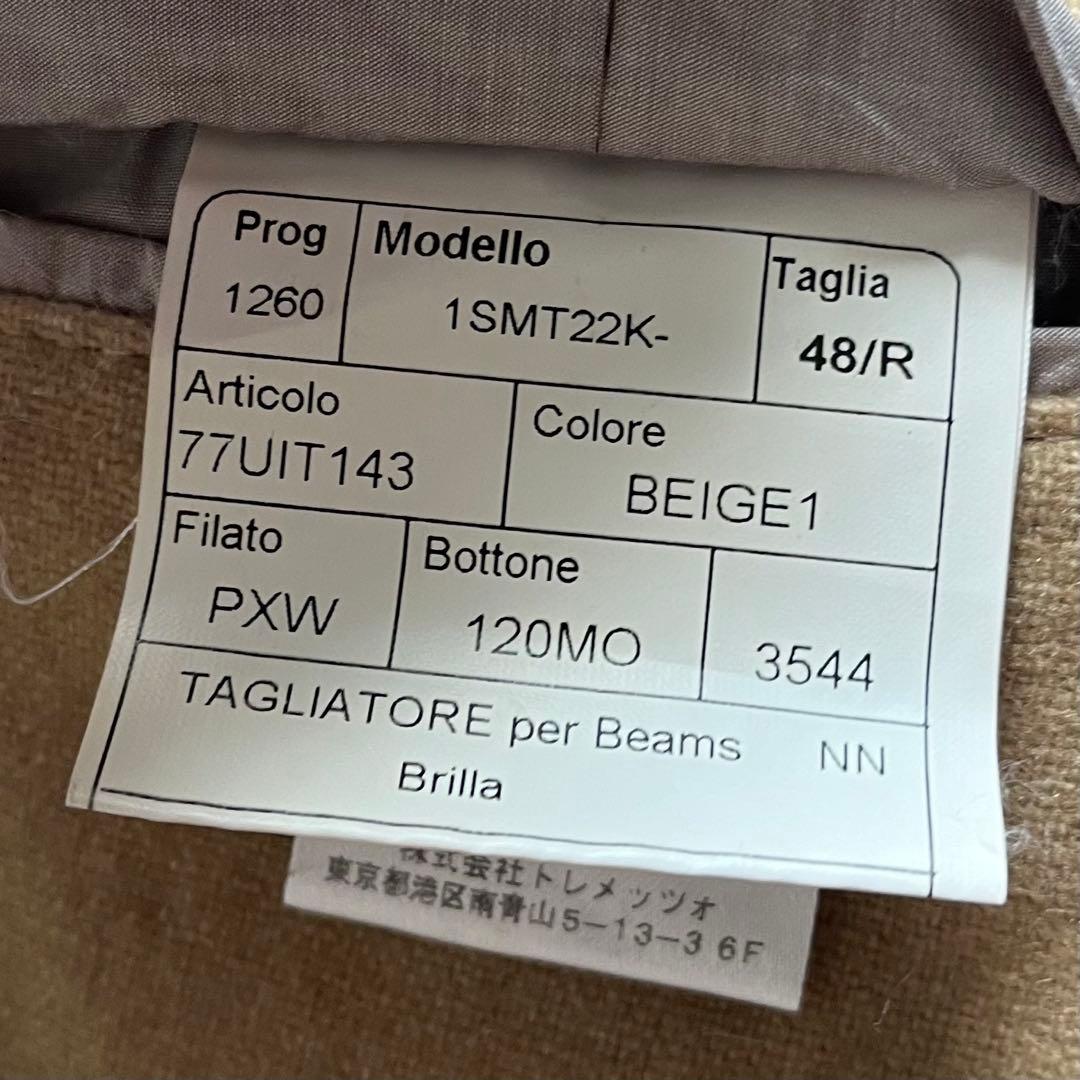 Prog Modello Taglia
1260 1SMT22K- 48/R
Articolo Colore
77UIT143 BEIGE1
Filato Bottone
PXW 120MO 3544
TAGLIATORE per Beams NN
Brilla
株式会社トレメッツォ
東京都港区南青山5-13-3 6F